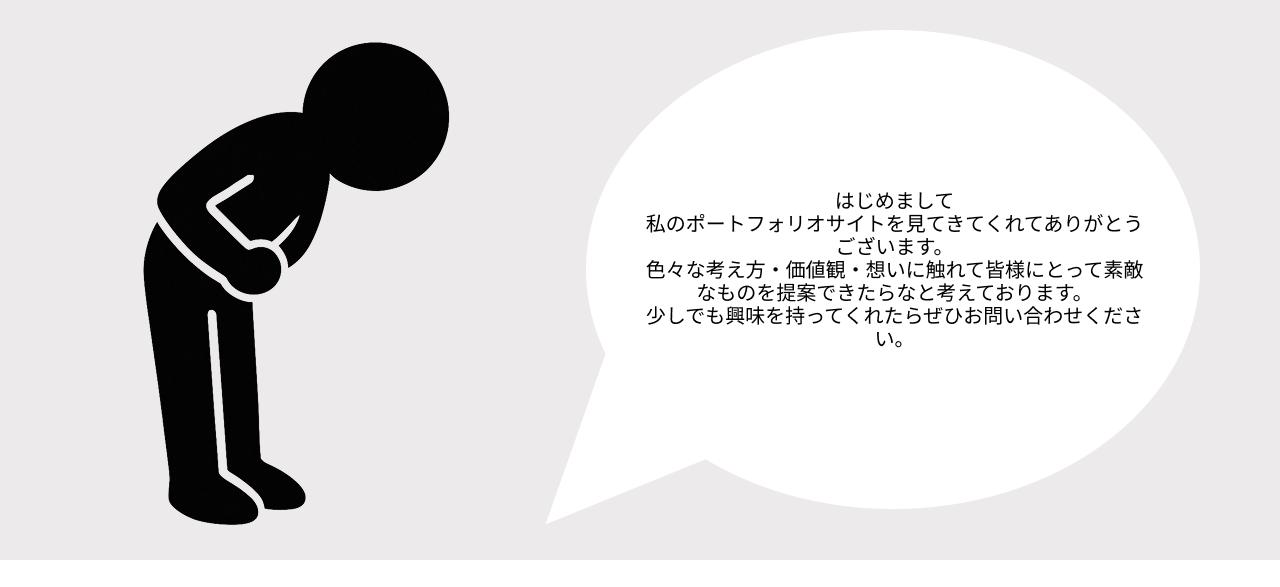 はじめまして
私のポートフォリオサイトを見てきてくれてありがとう
ございます。
色々な考え方・価値観・想いに触れて皆様にとって素敵
なものを提案できたらなと考えております。
少しでも興味を持ってくれたらぜひお問い合わせくださ
い。